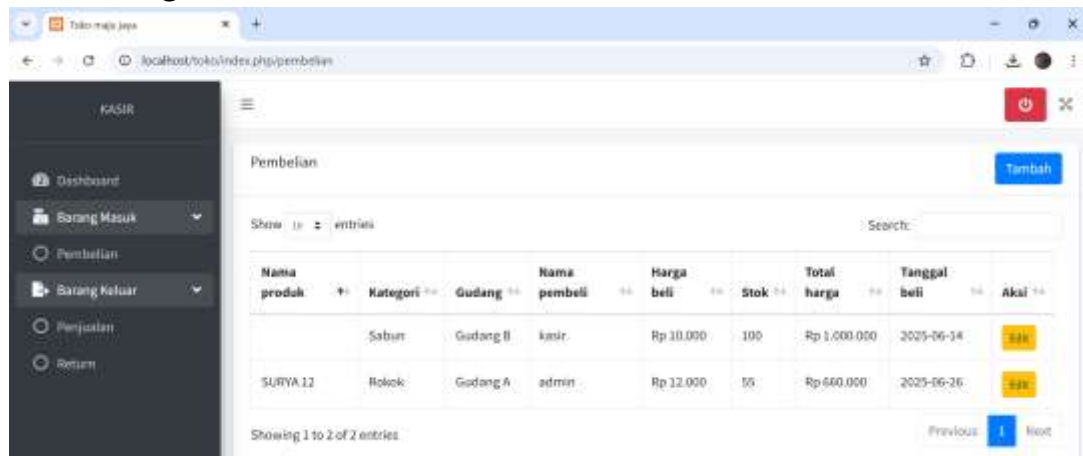 Toko maju jaya
localhost/toko/index.php/pembelian
KASIR
Dashboard
Barang Masuk
Pembelian
Barang Keluar
Penjualan
Return
Pembelian
Tambah
Show 10 entries
Search:
Nama produk Kategori Gudang Nama pembeli Harga beli Stok Total harga Tanggal beli Aksi
Sabun Gudang B kasir Rp 10.000 100 Rp 1.000.000 2025-06-14 Edit
SURYA 12 Rokok Gudang A admin Rp 12.000 55 Rp 660.000 2025-06-26 Edit
Showing 1 to 2 of 2 entries
Previous 1 Next